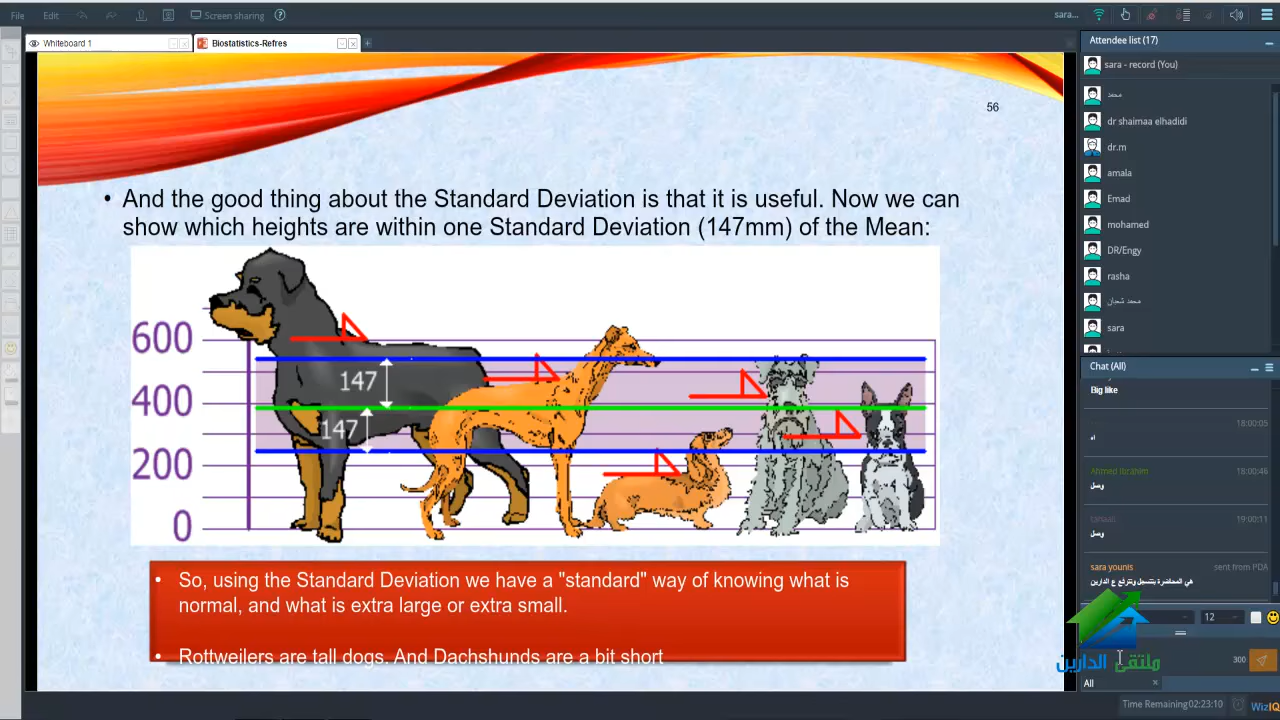 File Edit Screen sharing
sara...
Whiteboard 1
Biostatistics-Refres
56
• And the good thing about the Standard Deviation is that it is useful. Now we can
show which heights are within one Standard Deviation (147mm) of the Mean:
600
400
200
0
147
147
• So, using the Standard Deviation we have a "standard" way of knowing what is
normal, and what is extra large or extra small.
• Rottweilers are tall dogs. And Dachshunds are a bit short
Attendee list (17)
sara - record (You)
محمد
dr shaimaa elhadidi
dr.m
amala
Emad
mohamed
DR/Engy
rasha
محمد شعبان
sara
Chat (All)
Big like
18:00:05
اه
Ahmed Ibrahim 18:00:46
وصل
19:00:11
وصل
sara younis sent from PDA
هي المحاضرة بتتسجل وتترفع ع الدارين
12
ملتقى الدارين
300
All
Time Remaining02:23:10
WizIQ